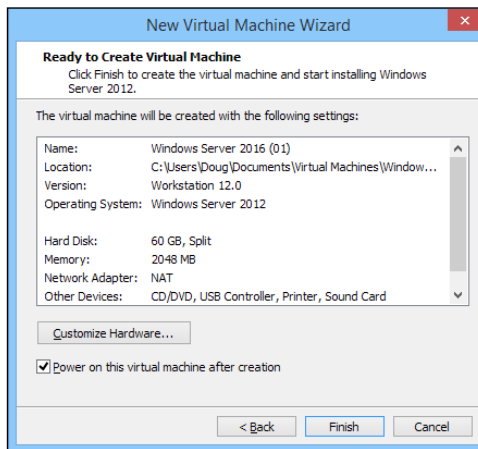 New Virtual Machine Wizard
Ready to Create Virtual Machine
Click Finish to create the virtual machine and start installing Windows
Server 2012.
The virtual machine will be created with the following settings:
Name: Windows Server 2016 (01)
Location: C:\Users\Doug\Documents\Virtual Machines\Window...
Version: Workstation 12.0
Operating System: Windows Server 2012
Hard Disk: 60 GB, Split
Memory: 2048 MB
Network Adapter: NAT
Other Devices: CD/DVD, USB Controller, Printer, Sound Card
Customize Hardware...
Power on this virtual machine after creation
< Back Finish Cancel